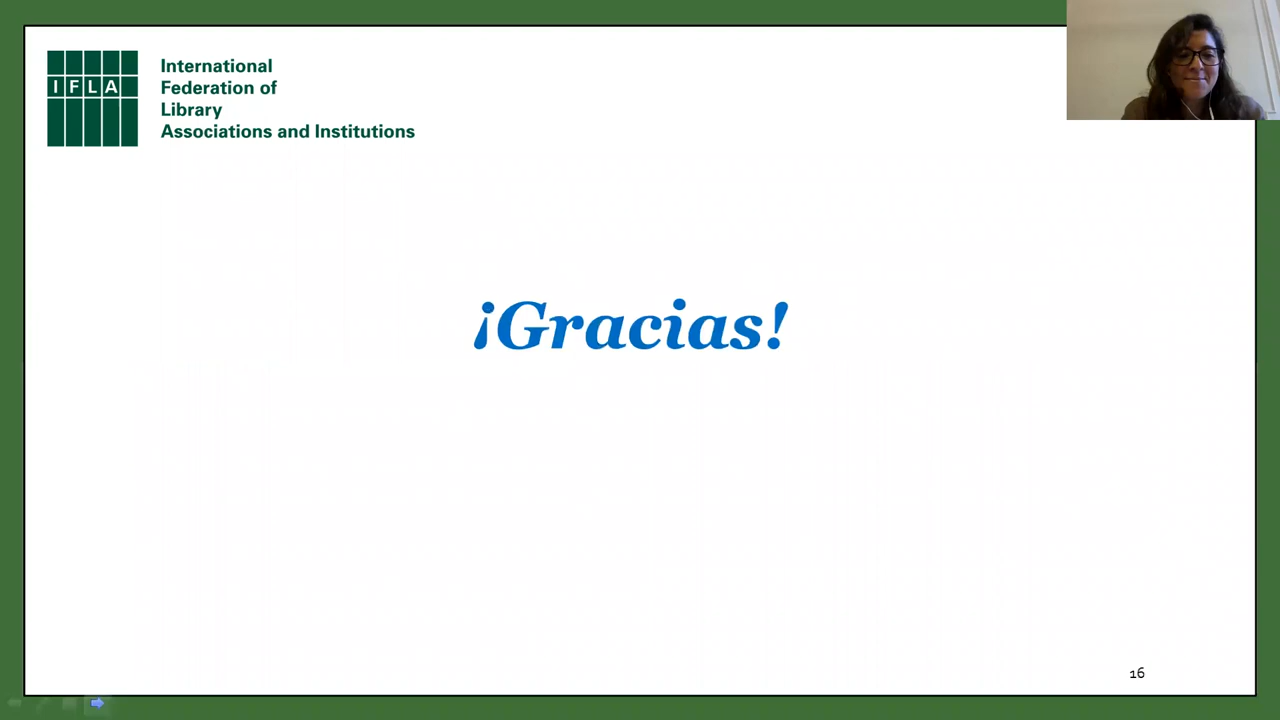 IFLA
International
Federation of
Library
Associations and Institutions
¡Gracias!
16